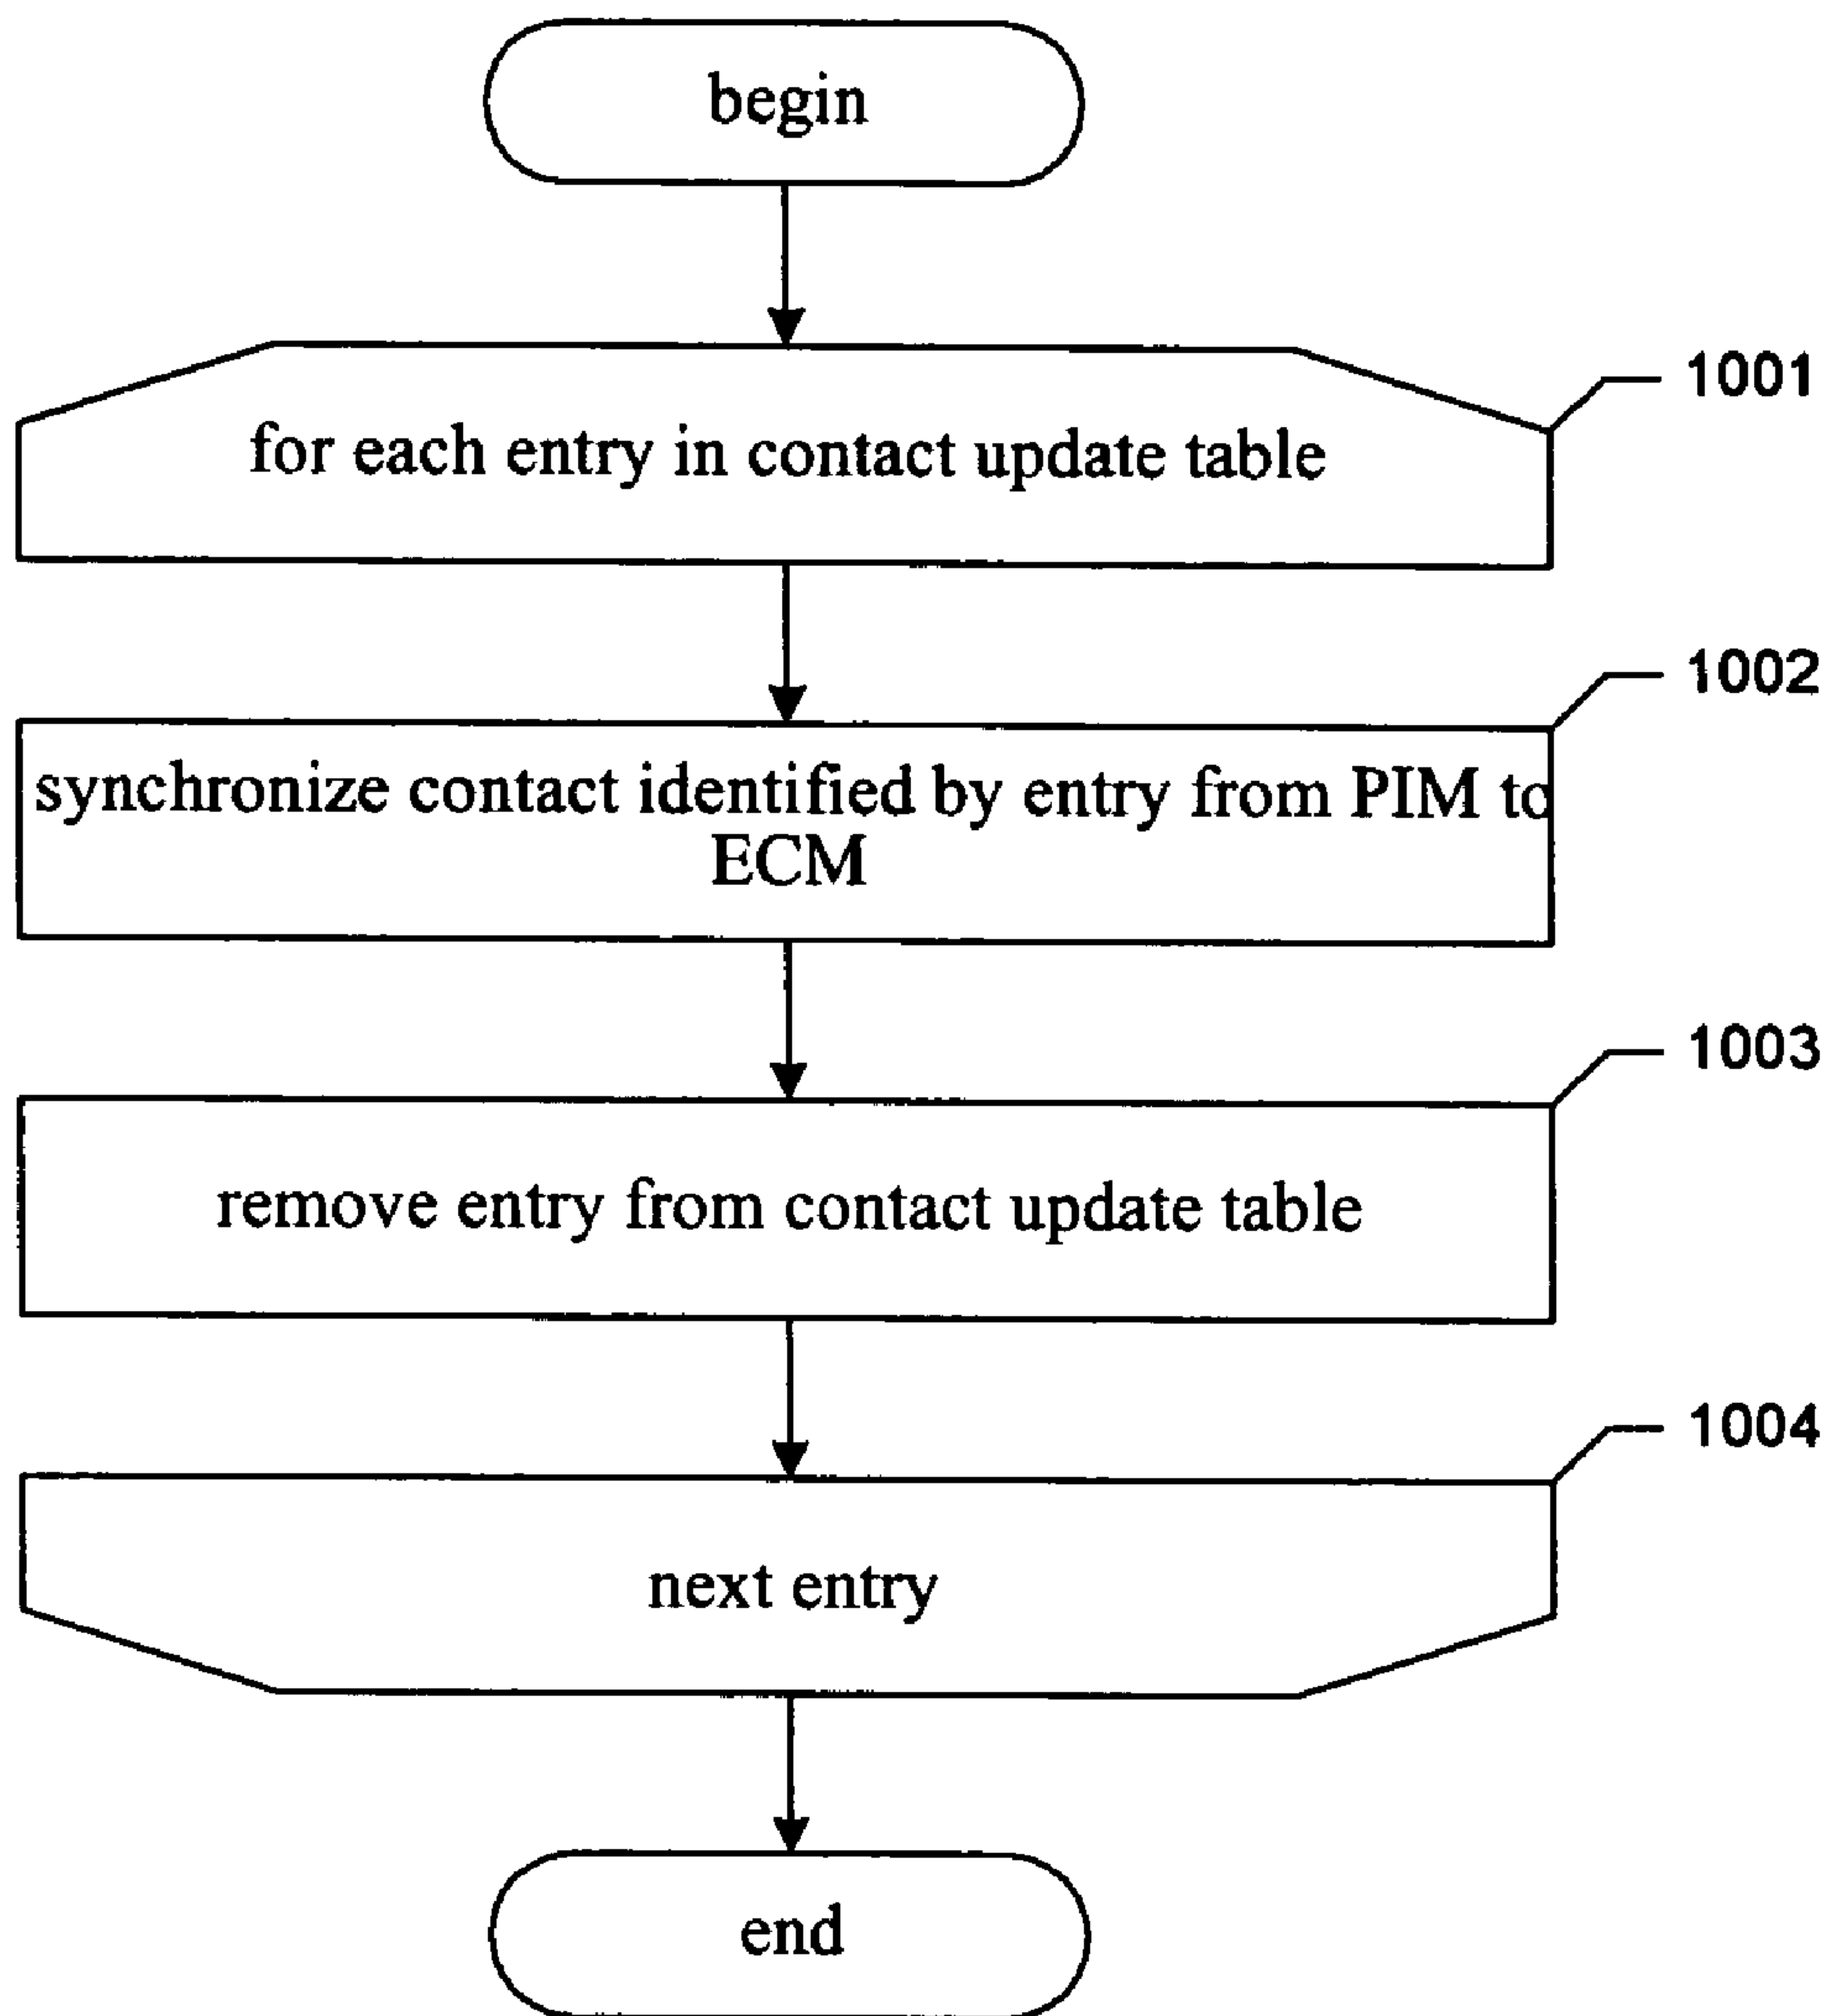 begin
1001
for each entry in contact update table
1002
synchronize contact identified by entry from PIM to
ECM
1003
remove entry from contact update table
1004
next entry
end